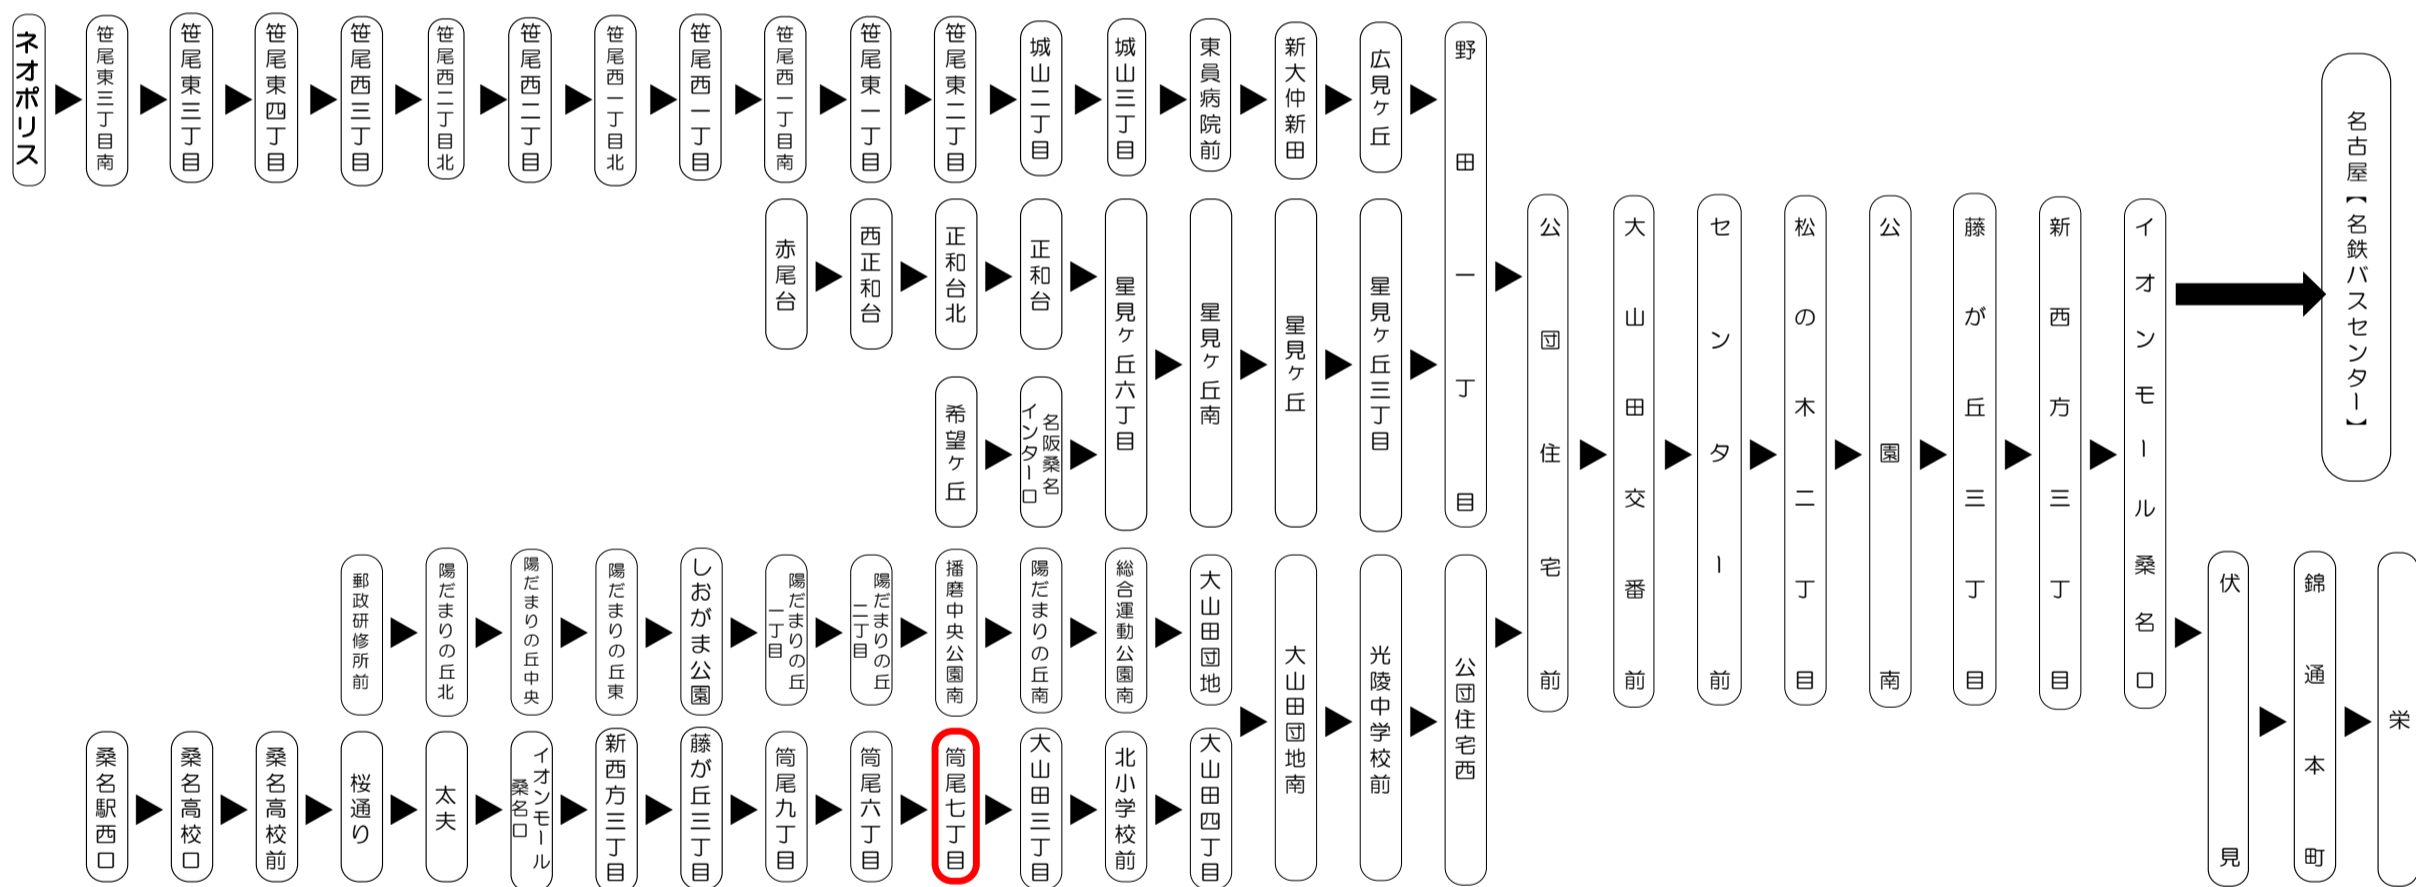 ネオポリス
笹尾東三丁目南
笹尾東三丁目
笹尾東四丁目
笹尾西三丁目
笹尾西二丁目北
笹尾西二丁目
笹尾西一丁目北
笹尾西一丁目
笹尾西一丁目南
笹尾東一丁目
笹尾東二丁目
城山二丁目
城山三丁目
東員病院前
新大仲新田
広見ヶ丘
野田一丁目
赤尾台
西正和台
正和台北
正和台
希望ヶ丘
名阪桑名
インター口
星見ヶ丘六丁目
星見ヶ丘南
星見ヶ丘
星見ヶ丘三丁目
郵政研修所前
陽だまりの丘北
陽だまりの丘中央
陽だまりの丘東
しおがま公園
陽だまりの丘
一丁目
陽だまりの丘
二丁目
播磨中央公園南
陽だまりの丘南
総合運動公園南
大山田団地
桑名駅西口
桑名高校口
桑名高校前
桜通り
太夫
イオンモール
桑名口
新西方三丁目
藤が丘三丁目
筒尾九丁目
筒尾六丁目
筒尾七丁目
大山田三丁目
北小学校前
大山田四丁目
大山田団地南
光陵中学校前
公団住宅西
公団住宅前
大山田交番前
センター前
松の木二丁目
公園南
藤が丘三丁目
新西方三丁目
イオンモール桑名口
名古屋【名鉄バスセンター】
伏見
錦通本町
栄